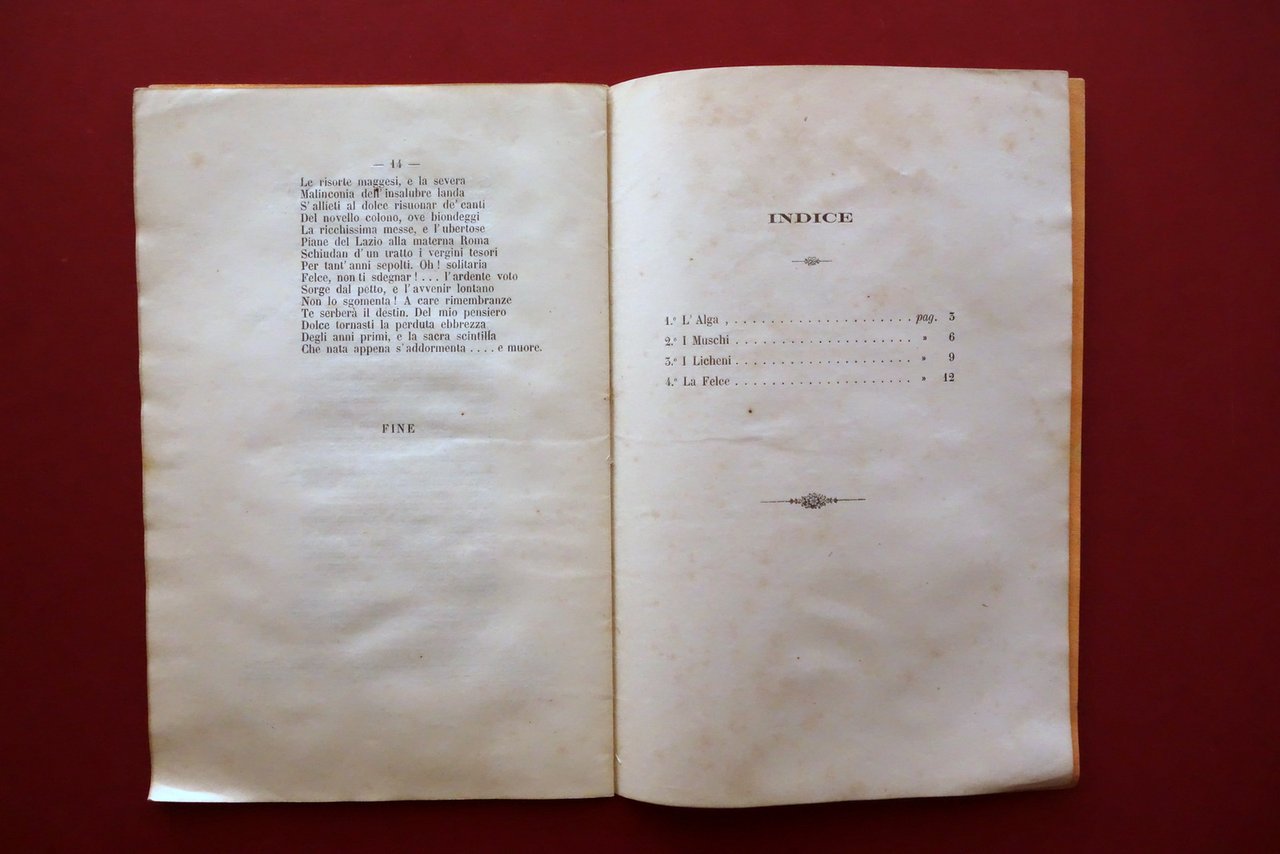 — 14 —
Le risorte maggesi, e la severa
Malinconia dell'insalubre landa
S'allieti al dolce risuonar de'canti
Del novello colono, ove biondeggi
La ricchissima messe, e l'ubertose
Piane del Lazio alla materna Roma
Schiudan d'un tratto i vergini tesori
Per tant'anni sepolti. Oh! solitaria
Felce, non ti sdegnar! ... l'ardente voto
Sorge dal petto, e l'avvenir lontano
Non lo sgomenta! A care rimembranze
Te serberà il destin. Del mio pensiero
Dolce tornasti la perduta ebbrezza
Degli anni primi, e la sacra scintilla
Che nata appena s'addormenta .... e muore.
FINE
INDICE
1.º L'Alga , . . . . . . . . . . . . . . . . . . . . . pag. 3
2.º I Muschi . . . . . . . . . . . . . . . . . . . . » 6
3.º I Licheni . . . . . . . . . . . . . . . . . . . . » 9
4.º La Felce . . . . . . . . . . . . . . . . . . . . » 12